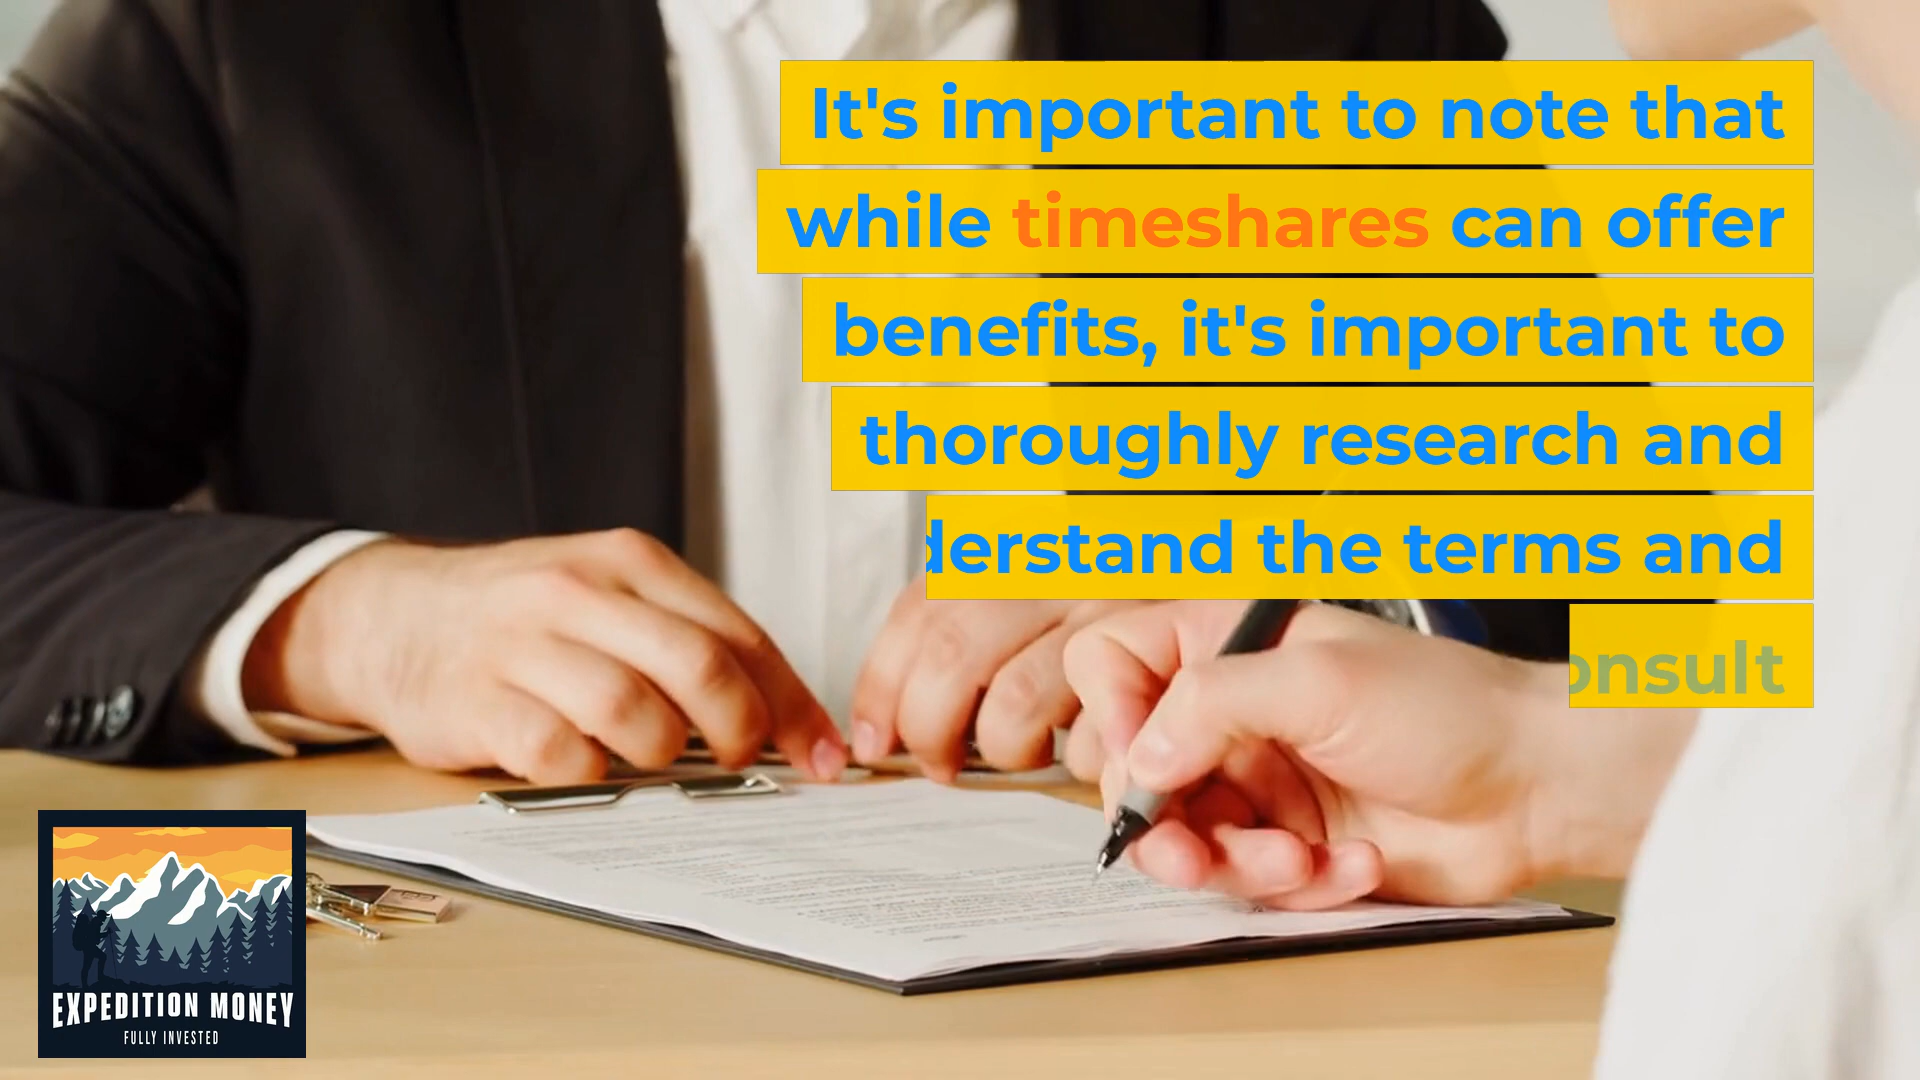 It's important to note that
while timeshares can offer
benefits, it's important to
thoroughly research and
derstand the terms and
onsult
EXPEDITION MONEY
FULLY INVESTED